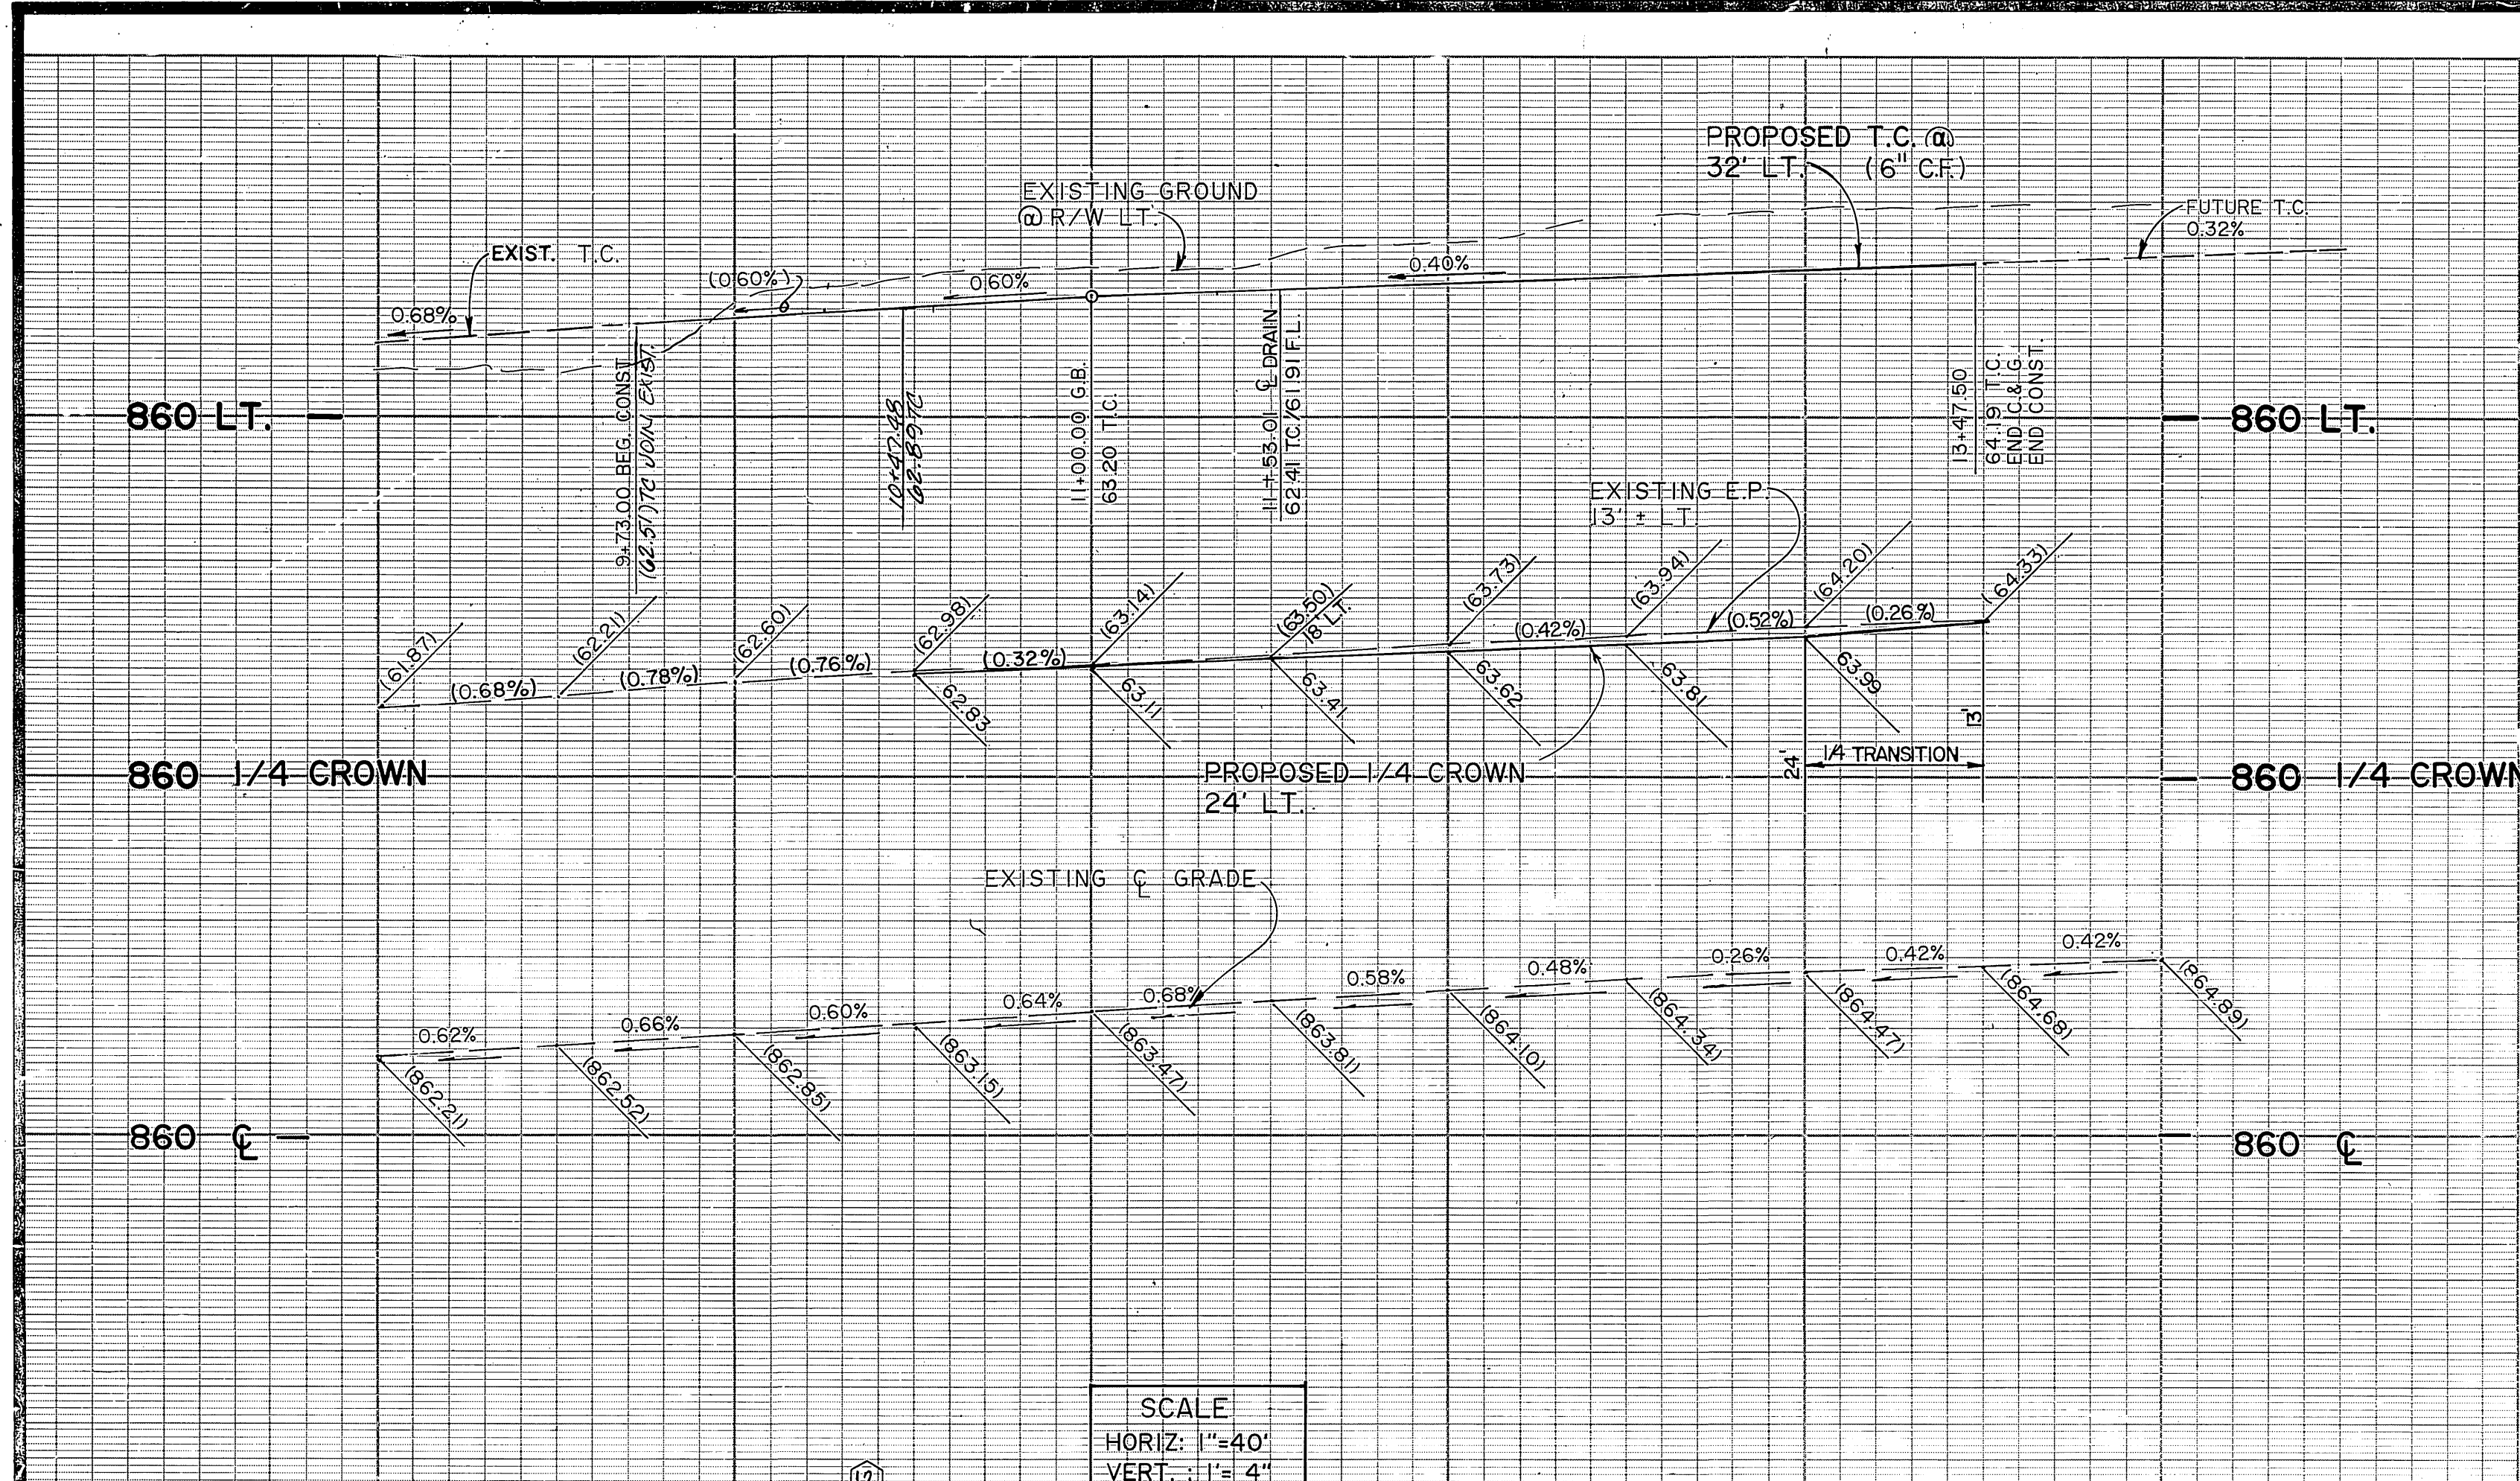 PROPOSED T.C. @
32' LT. (6" C.F.)
EXISTING GROUND
@ R/W LT.
FUTURE T.C.
0.32%
EXIST. T.C.
(0.60%)
0.60%
0.40%
0.68%
860 LT.
9+73.00 BEG. CONST.
(62.51) TC JOIN EXIST.
10+47.48
62.89 TC
11+00.00 G.B.
63.20 T.C.
11+53.01 ℄ DRAIN
62.41 T.C./61.91 F.L.
13+47.50
64.19 T.C.
END C.& G.
END CONST.
860 LT.
EXISTING E.P.
13' ± LT.
(61.87)
(62.21)
(62.60)
(62.98)
(63.14)
(63.50)
18' LT.
(63.73)
(63.94)
(64.20)
(64.33)
(0.68%)
(0.78%)
(0.76%)
(0.32%)
(0.42%)
(0.52%)
(0.26%)
62.83
63.11
63.41
63.62
63.81
63.99
24'
1/4 TRANSITION
13'
860 1/4 CROWN
PROPOSED 1/4 CROWN
24' LT.
860 1/4 CROWN
EXISTING ℄ GRADE
0.62%
0.66%
0.60%
0.64%
0.68%
0.58%
0.48%
0.26%
0.42%
0.42%
(862.21)
(862.52)
(862.85)
(863.15)
(863.47)
(863.81)
(864.10)
(864.34)
(864.47)
(864.68)
(864.89)
860 ℄
860 ℄
SCALE
HORIZ: 1"=40'
VERT. : 1'= 4"
12